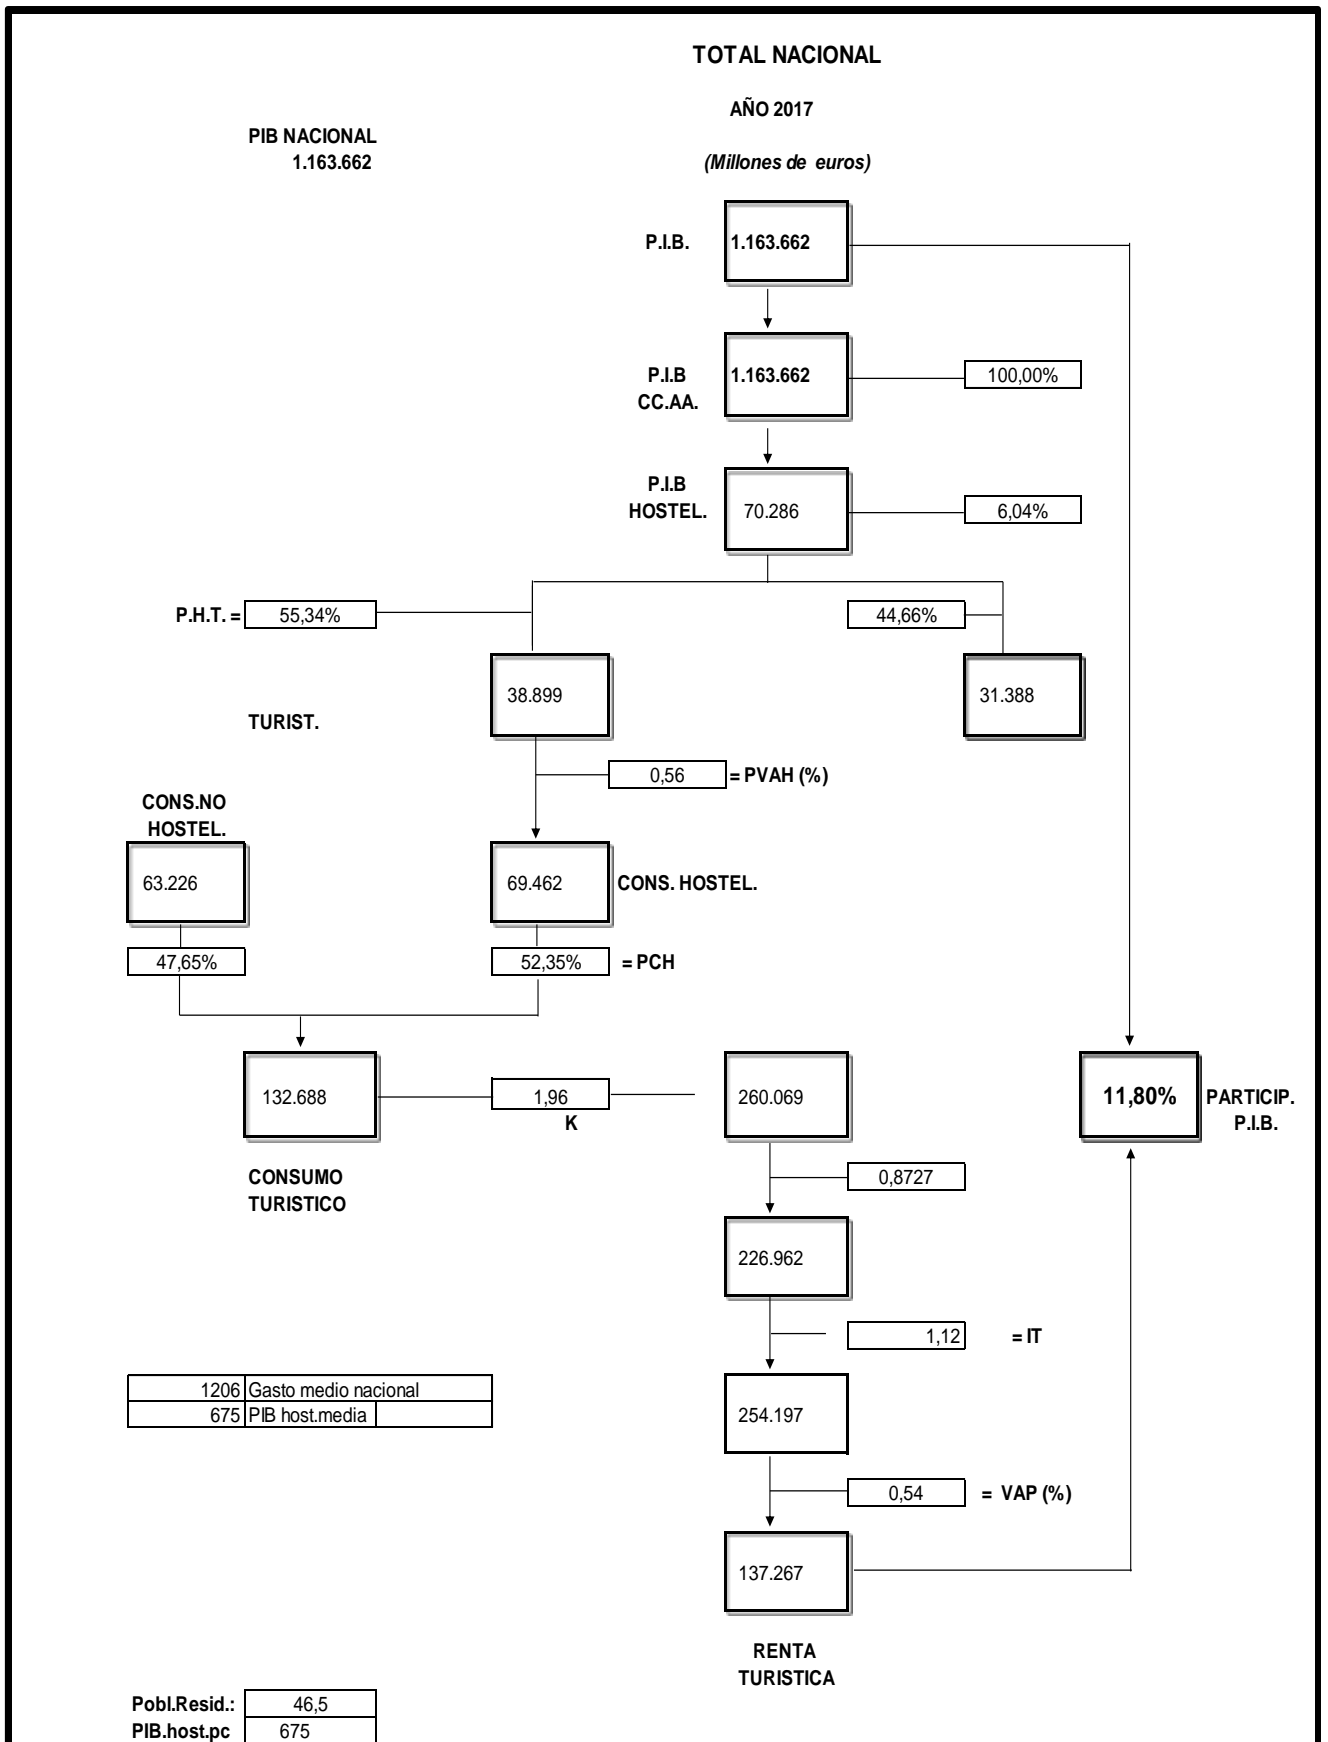 TOTAL NACIONAL
AÑO 2017
PIB NACIONAL
1.163.662
(Millones de euros)
P.I.B.
1.163.662
P.I.B
CC.AA.
1.163.662
100,00%
P.I.B
HOSTEL.
70.286
6,04%
P.H.T. =
55,34%
44,66%
38.899
31.388
TURIST.
0,56
= PVAH (%)
CONS.NO
HOSTEL.
63.226
69.462
CONS. HOSTEL.
47,65%
52,35%
= PCH
132.688
1,96
K
260.069
11,80%
PARTICIP.
P.I.B.
CONSUMO
TURISTICO
0,8727
226.962
1,12
= IT
1206 Gasto medio nacional
675 PIB host.media
254.197
0,54
= VAP (%)
137.267
RENTA
TURISTICA
Pobl.Resid.: 46,5
PIB.host.pc 675